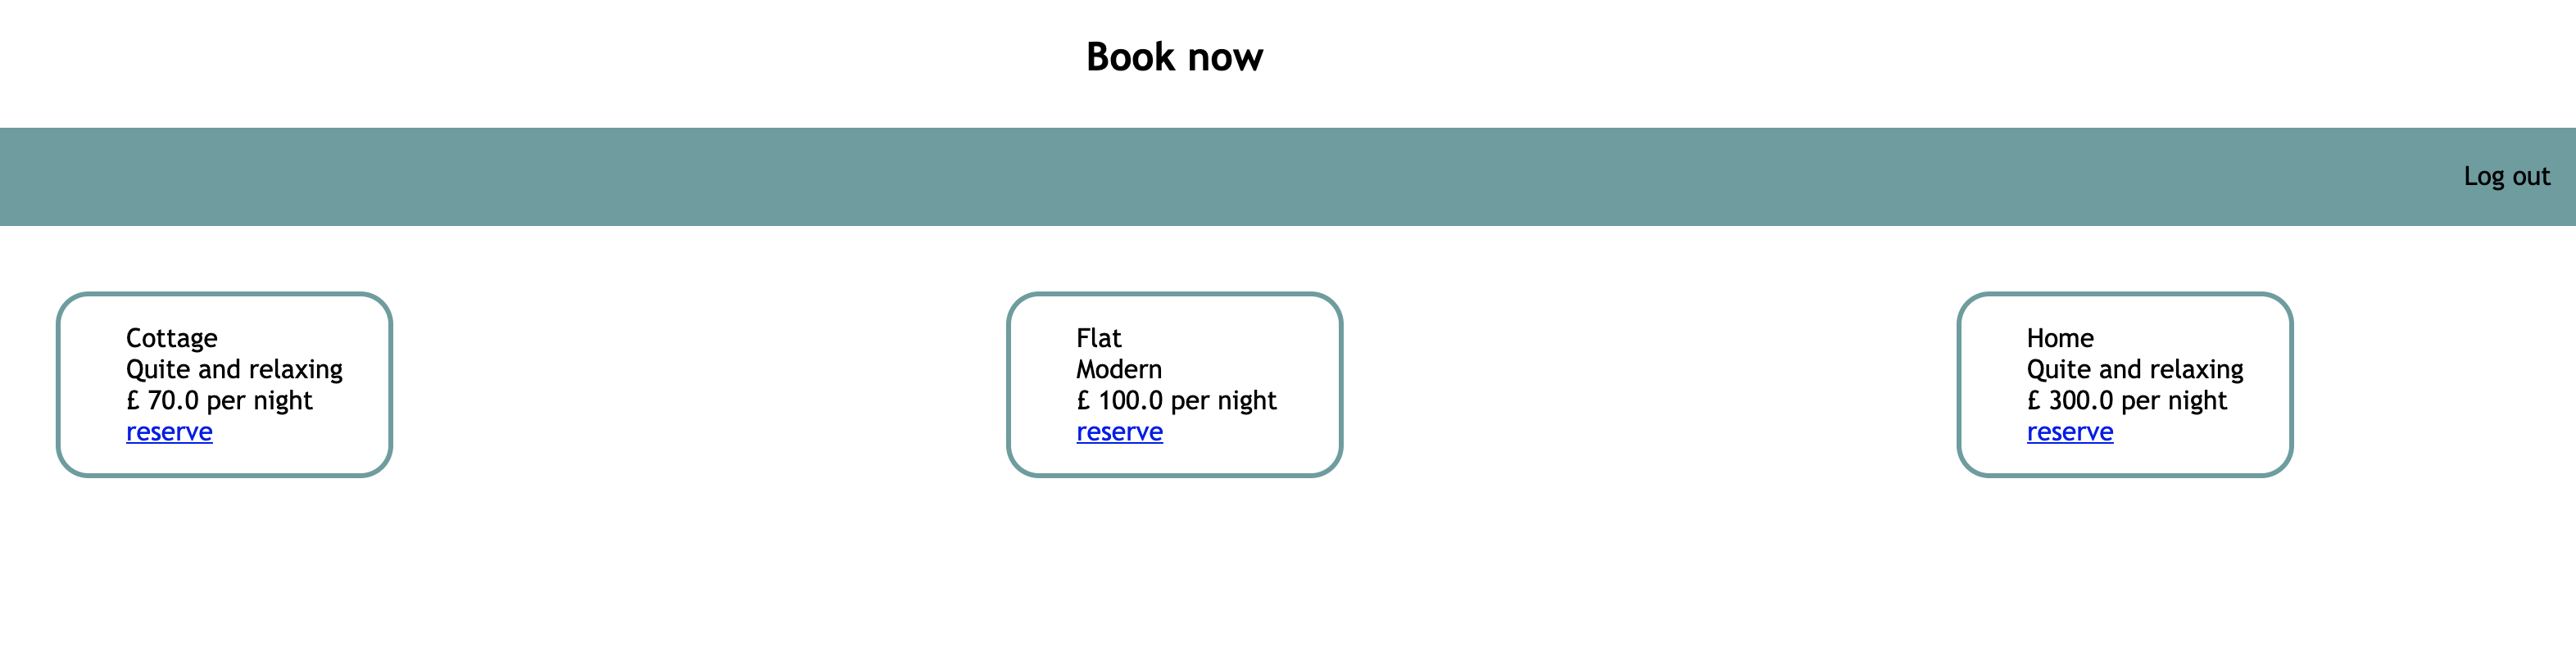 Book now
Log out
Cottage
Quite and relaxing
£ 70.0 per night
reserve
Flat
Modern
£ 100.0 per night
reserve
Home
Quite and relaxing
£ 300.0 per night
reserve